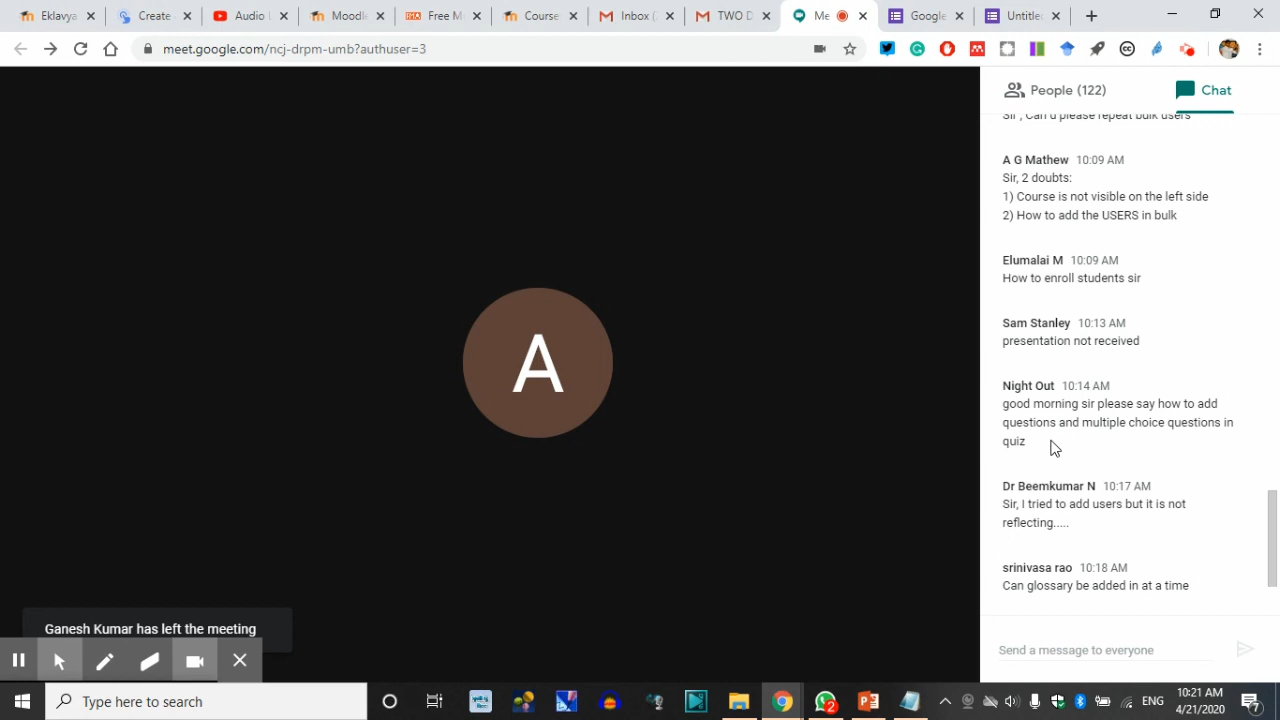 Eklaya
Create
Audio L
Moodle
Free M
Course
Inbox (
TWO D
Me
Google
Untitle
meet.google.com/ncj-drpm-umb?authuser=3
People (122)
Chat
Sir , Can u please repeat bulk users
A G Mathew 10:09 AM
Sir, 2 doubts:
1) Course is not visible on the left side
2) How to add the USERS in bulk
Elumalai M 10:09 AM
How to enroll students sir
Sam Stanley 10:13 AM
presentation not received
Night Out 10:14 AM
good morning sir please say how to add
questions and multiple choice questions in
quiz
Dr Beemkumar N 10:17 AM
Sir, I tried to add users but it is not
reflecting.....
srinivasa rao 10:18 AM
Can glossary be added in at a time
A
Ganesh Kumar has left the meeting
Send a message to everyone
Type here to search
2
ENG
10:21 AM
4/21/2020
7